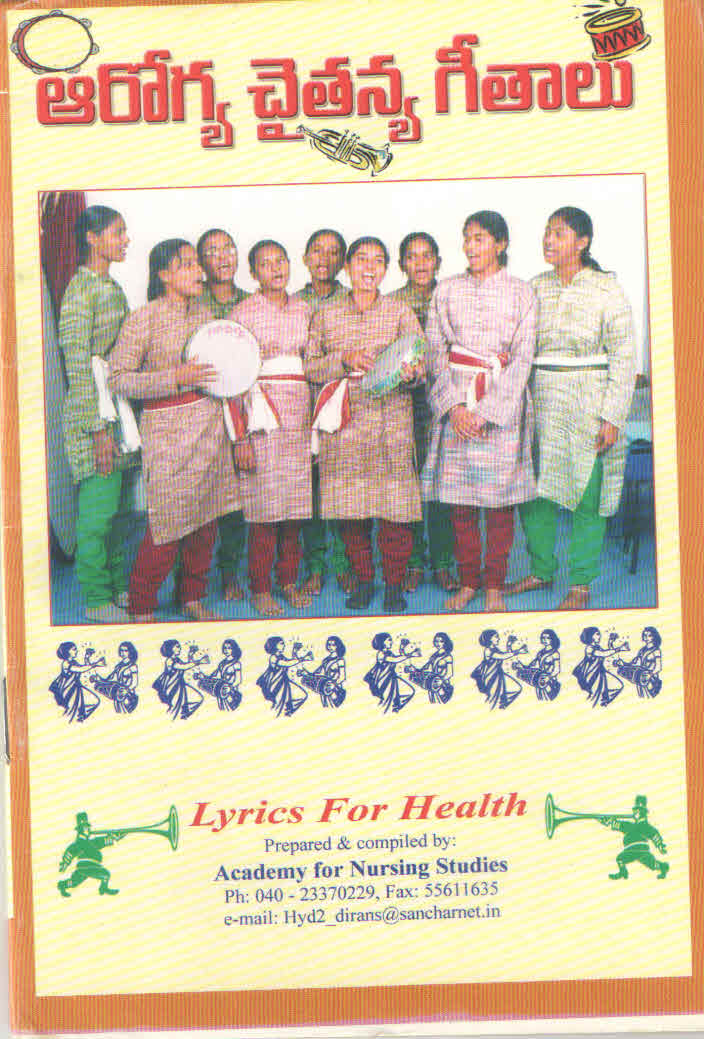 ఆరోగ్య చైతన్య గీతాలు
Lyrics For Health
Prepared & compiled by:
Academy for Nursing Studies
Ph: 040 - 23370229, Fax: 55611635
e-mail: Hyd2_dirans@sancharnet.in